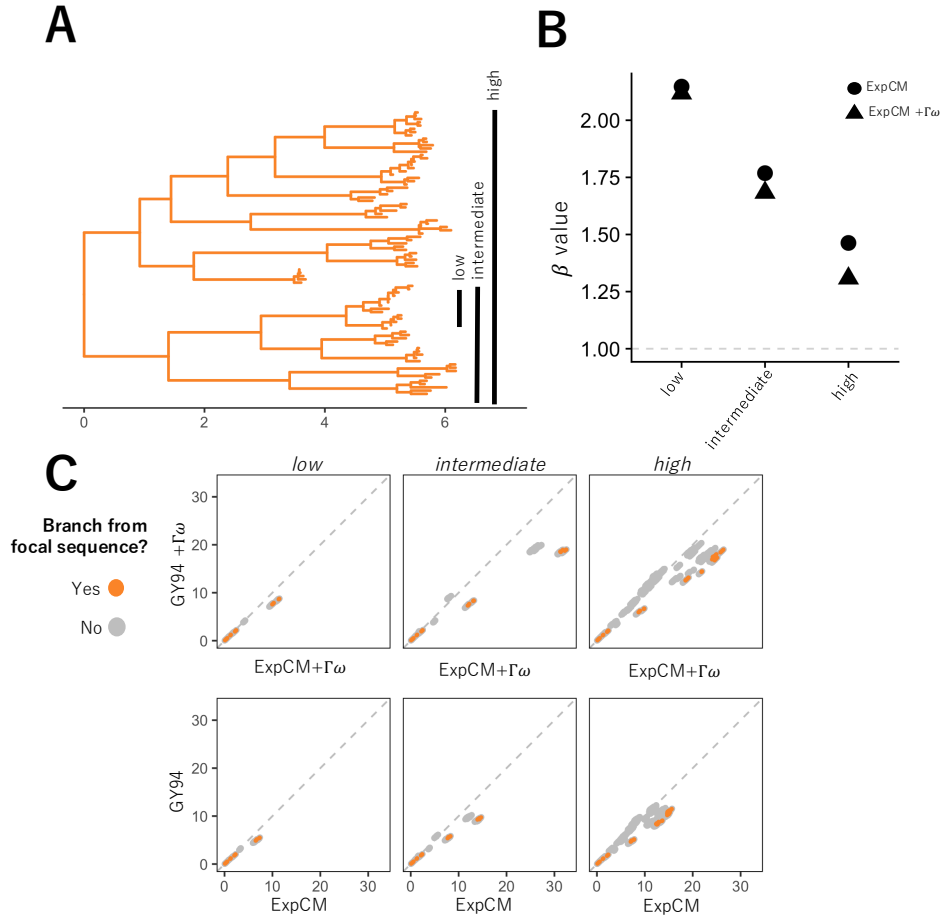 A
high
intermediate
low
0 2 4 6
B
2.00
1.75
1.50
1.25
1.00
β value
ExpCM
ExpCM +Γω
low intermediate high
C
Branch from
focal sequence?
Yes
No
low intermediate high
30
20
10
0
GY94 +Γω
ExpCM+Γω ExpCM+Γω ExpCM+Γω
30
20
10
0
GY94
0 10 20 30 0 10 20 30 0 10 20 30
ExpCM ExpCM ExpCM